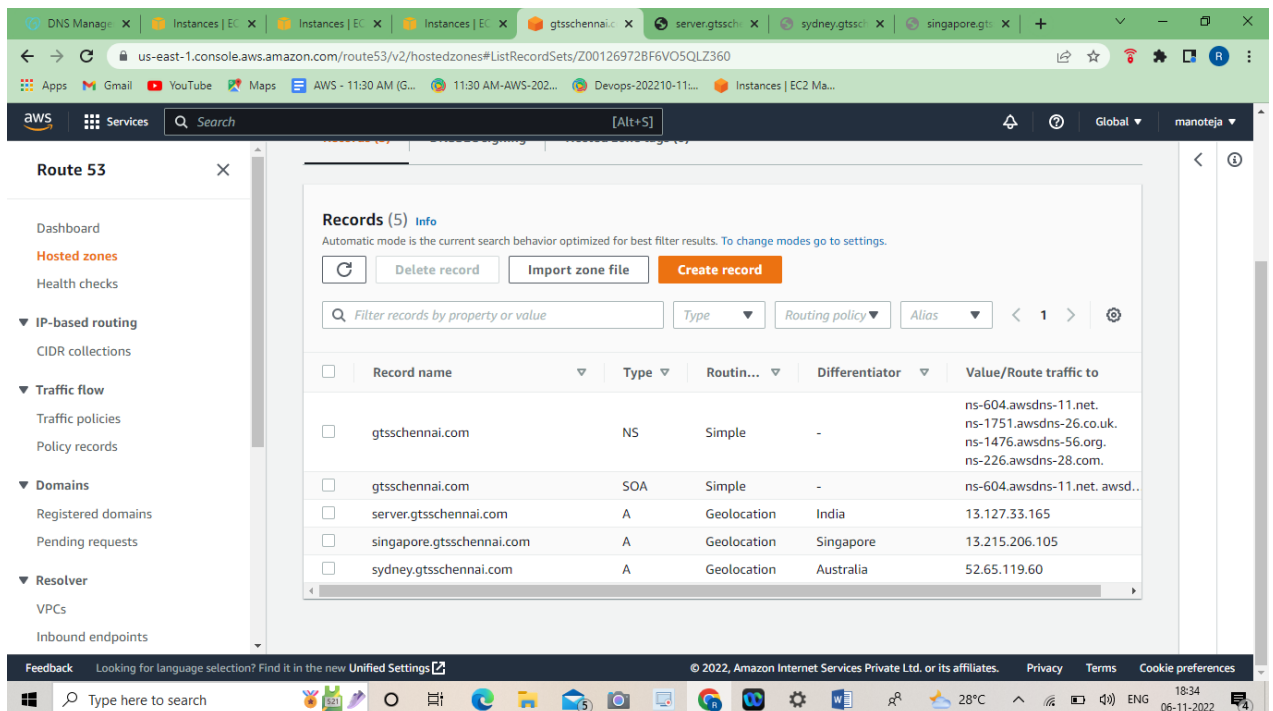 DNS Manage
Instances | EC
Instances | EC
Instances | EC
gtsschennai.c
server.gtssch
sydney.gtssch
singapore.gts
us-east-1.console.aws.amazon.com/route53/v2/hostedzones#ListRecordSets/Z00126972BF6VO5QLZ360
R
Apps
Gmail
YouTube
Maps
AWS - 11:30 AM (G...
11:30 AM-AWS-202...
Devops-202210-11:...
Instances | EC2 Ma...
aws
Services
Search
[Alt+S]
Global
manoteja
Route 53
Dashboard
Hosted zones
Health checks
IP-based routing
CIDR collections
Traffic flow
Traffic policies
Policy records
Domains
Registered domains
Pending requests
Resolver
VPCs
Inbound endpoints
Records (5) Info
Automatic mode is the current search behavior optimized for best filter results. To change modes go to settings.
Delete record
Import zone file
Create record
Filter records by property or value
Type
Routing policy
Alias
1
Record name Type Routin... Differentiator Value/Route traffic to
ns-604.awsdns-11.net.
ns-1751.awsdns-26.co.uk.
gtsschennai.com NS Simple -
ns-1476.awsdns-56.org.
ns-226.awsdns-28.com.
gtsschennai.com SOA Simple - ns-604.awsdns-11.net. awsd..
server.gtsschennai.com A Geolocation India 13.127.33.165
singapore.gtsschennai.com A Geolocation Singapore 13.215.206.105
sydney.gtsschennai.com A Geolocation Australia 52.65.119.60
Feedback Looking for language selection? Find it in the new Unified Settings © 2022, Amazon Internet Services Private Ltd. or its affiliates. Privacy Terms Cookie preferences
Type here to search
28°C
ENG
18:34
06-11-2022